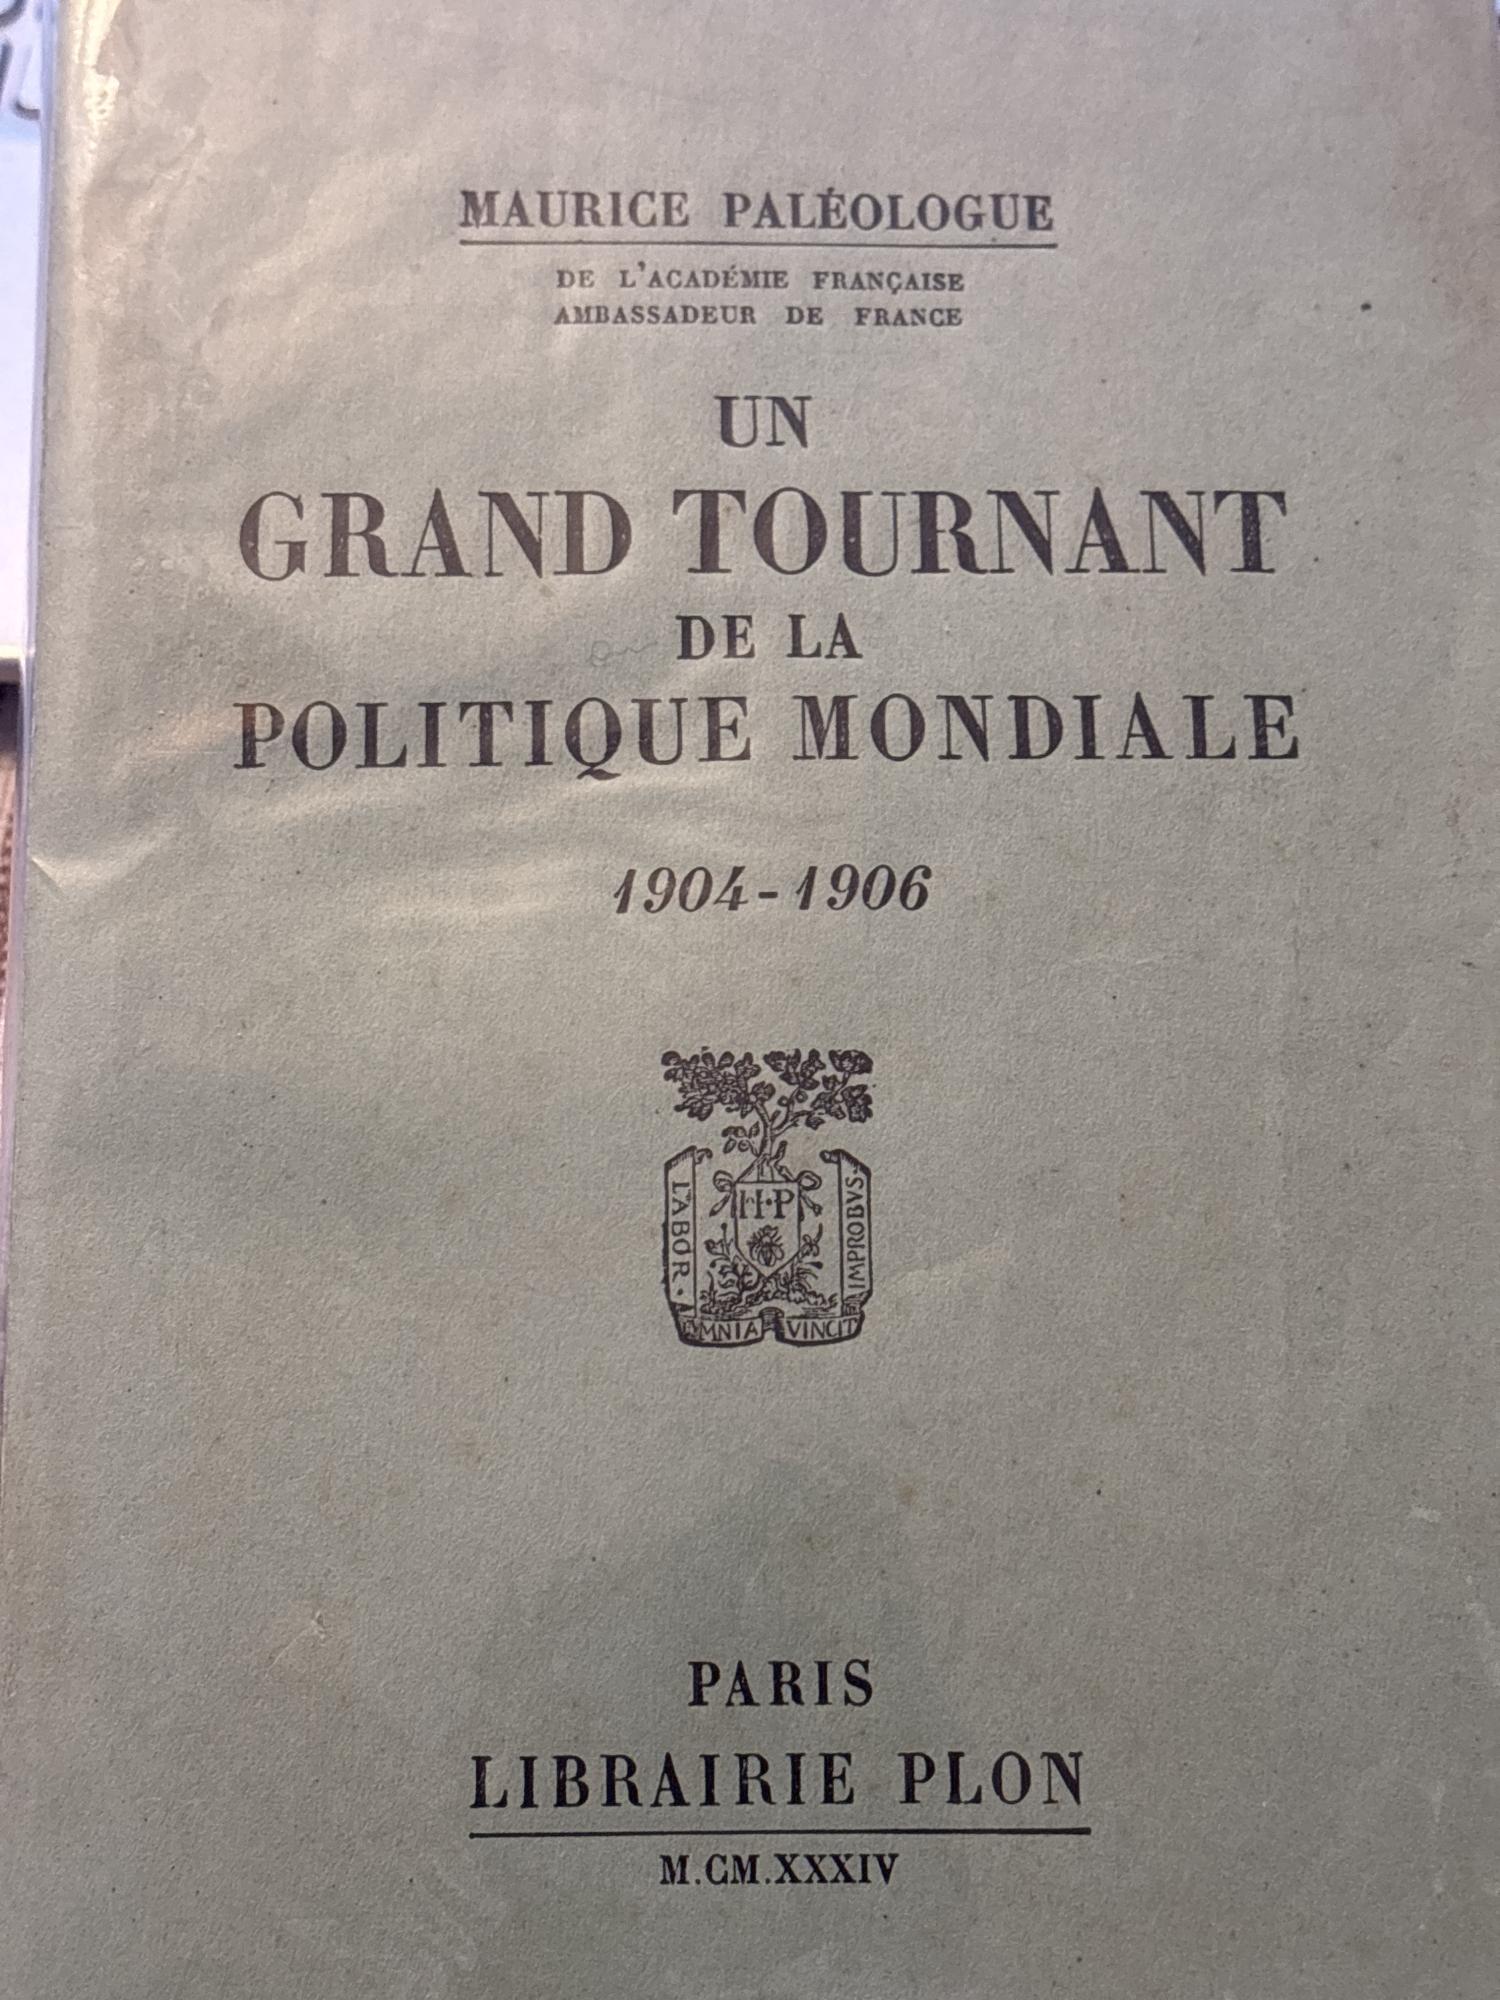 MAURICE PALÉOLOGUE
DE L'ACADÉMIE FRANÇAISE
AMBASSADEUR DE FRANCE
UN
GRAND TOURNANT
DE LA
POLITIQUE MONDIALE
1904-1906
H·P
LABOR·
IMPROBVS
OMNIA VINCIT
PARIS
LIBRAIRIE PLON
M.CM.XXXIV